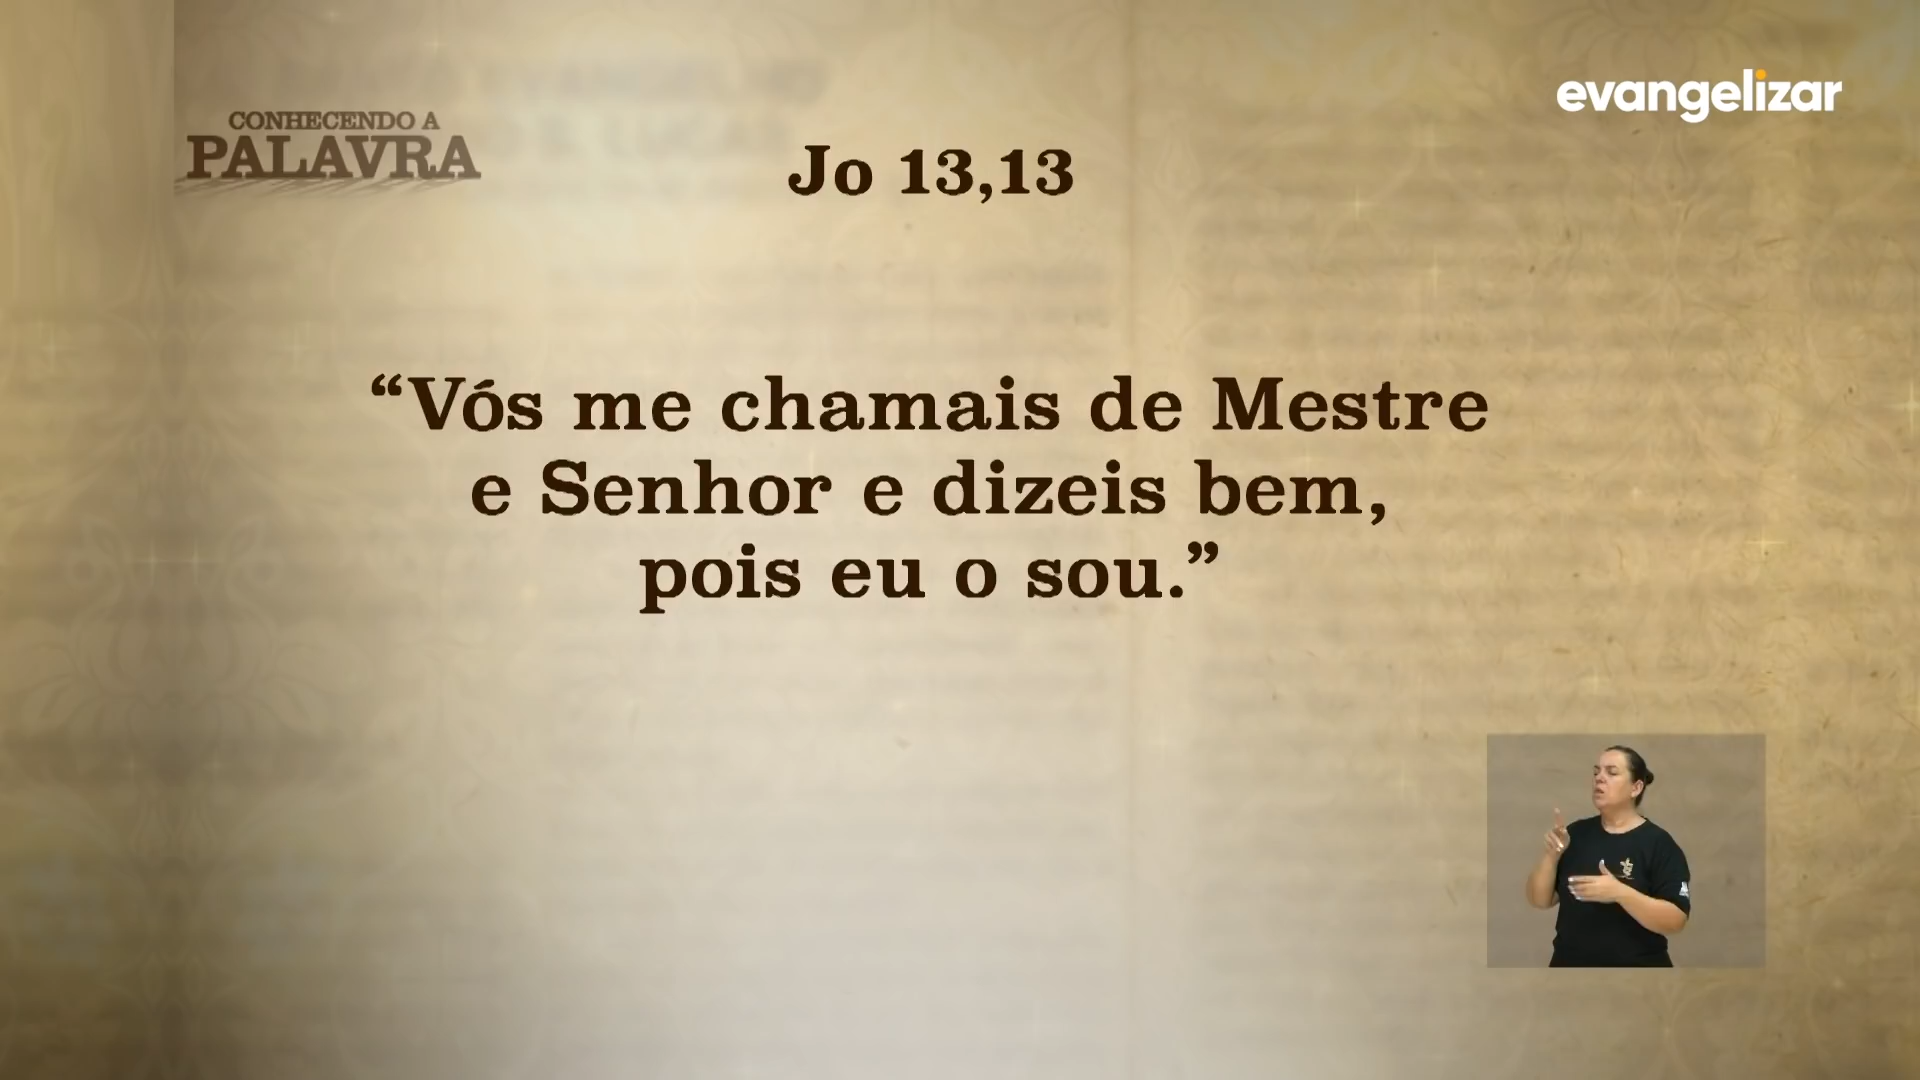 CONHECENDO A
PALAVRA
evangelizar
Jo 13,13
“Vós me chamais de Mestre
e Senhor e dizeis bem,
pois eu o sou.”